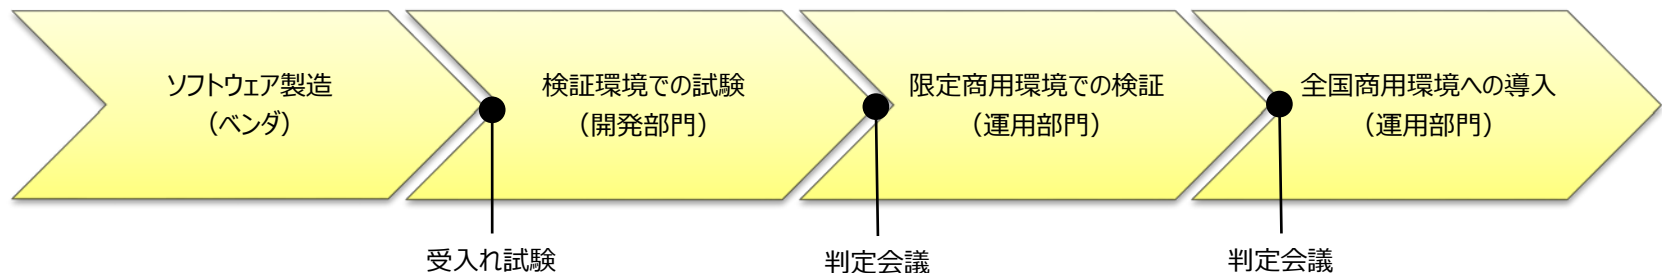 ソフトウェア製造
（ベンダ）
検証環境での試験
（開発部門）
限定商用環境での検証
（運用部門）
全国商用環境への導入
（運用部門）
受入れ試験
判定会議
判定会議